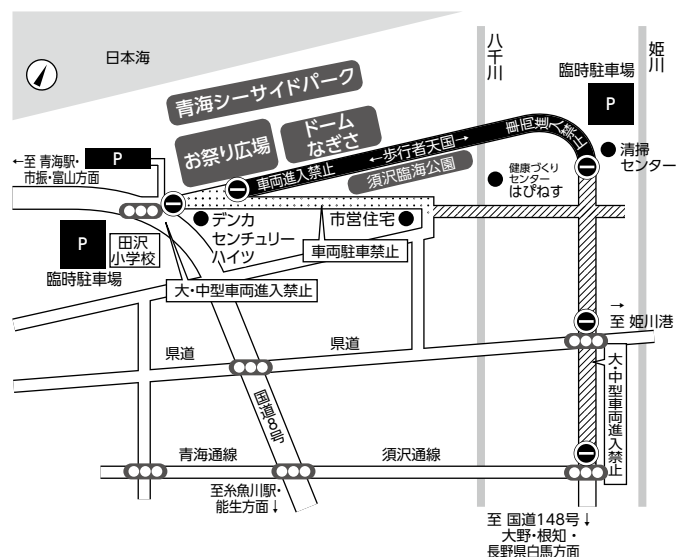 日本海
八千川
姫川
臨時駐車場
P
青海シーサイドパーク
お祭り広場
ドーム
なぎさ
←歩行者天国→
車両進入禁止
清掃
センター
←至 青海駅・
市振・富山方面
P
車両進入禁止
須沢臨海公園
健康づくり
センター
はぴねす
P
田沢
小学校
臨時駐車場
デンカ
センチュリー
ハイツ
市営住宅
車両駐車禁止
大・中型車両進入禁止
→
至 姫川港
県道
県道
国道8号
大・中型車両進入禁止
青海通線
須沢通線
至糸魚川駅・
能生方面↓
至 国道148号↓
大野・根知・
長野県白馬方面